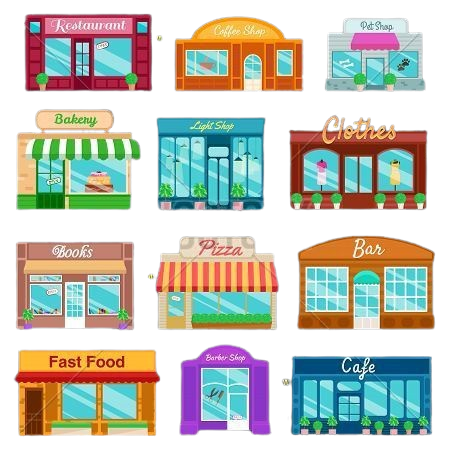 Restaurant
Coffee Shop
Pet Shop
Bakery
Light Shop
Clothes
Books
Pizza
Bar
Fast Food
Barber Shop
Cafe